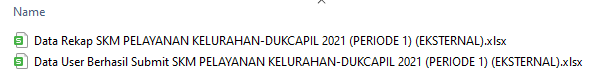 Name
Data Rekap SKM PELAYANAN KELURAHAN-DUKCAPIL 2021 (PERIODE 1) (EKSTERNAL).xlsx
Data User Berhasil Submit SKM PELAYANAN KELURAHAN-DUKCAPIL 2021 (PERIODE 1) (EKSTERNAL).xlsx